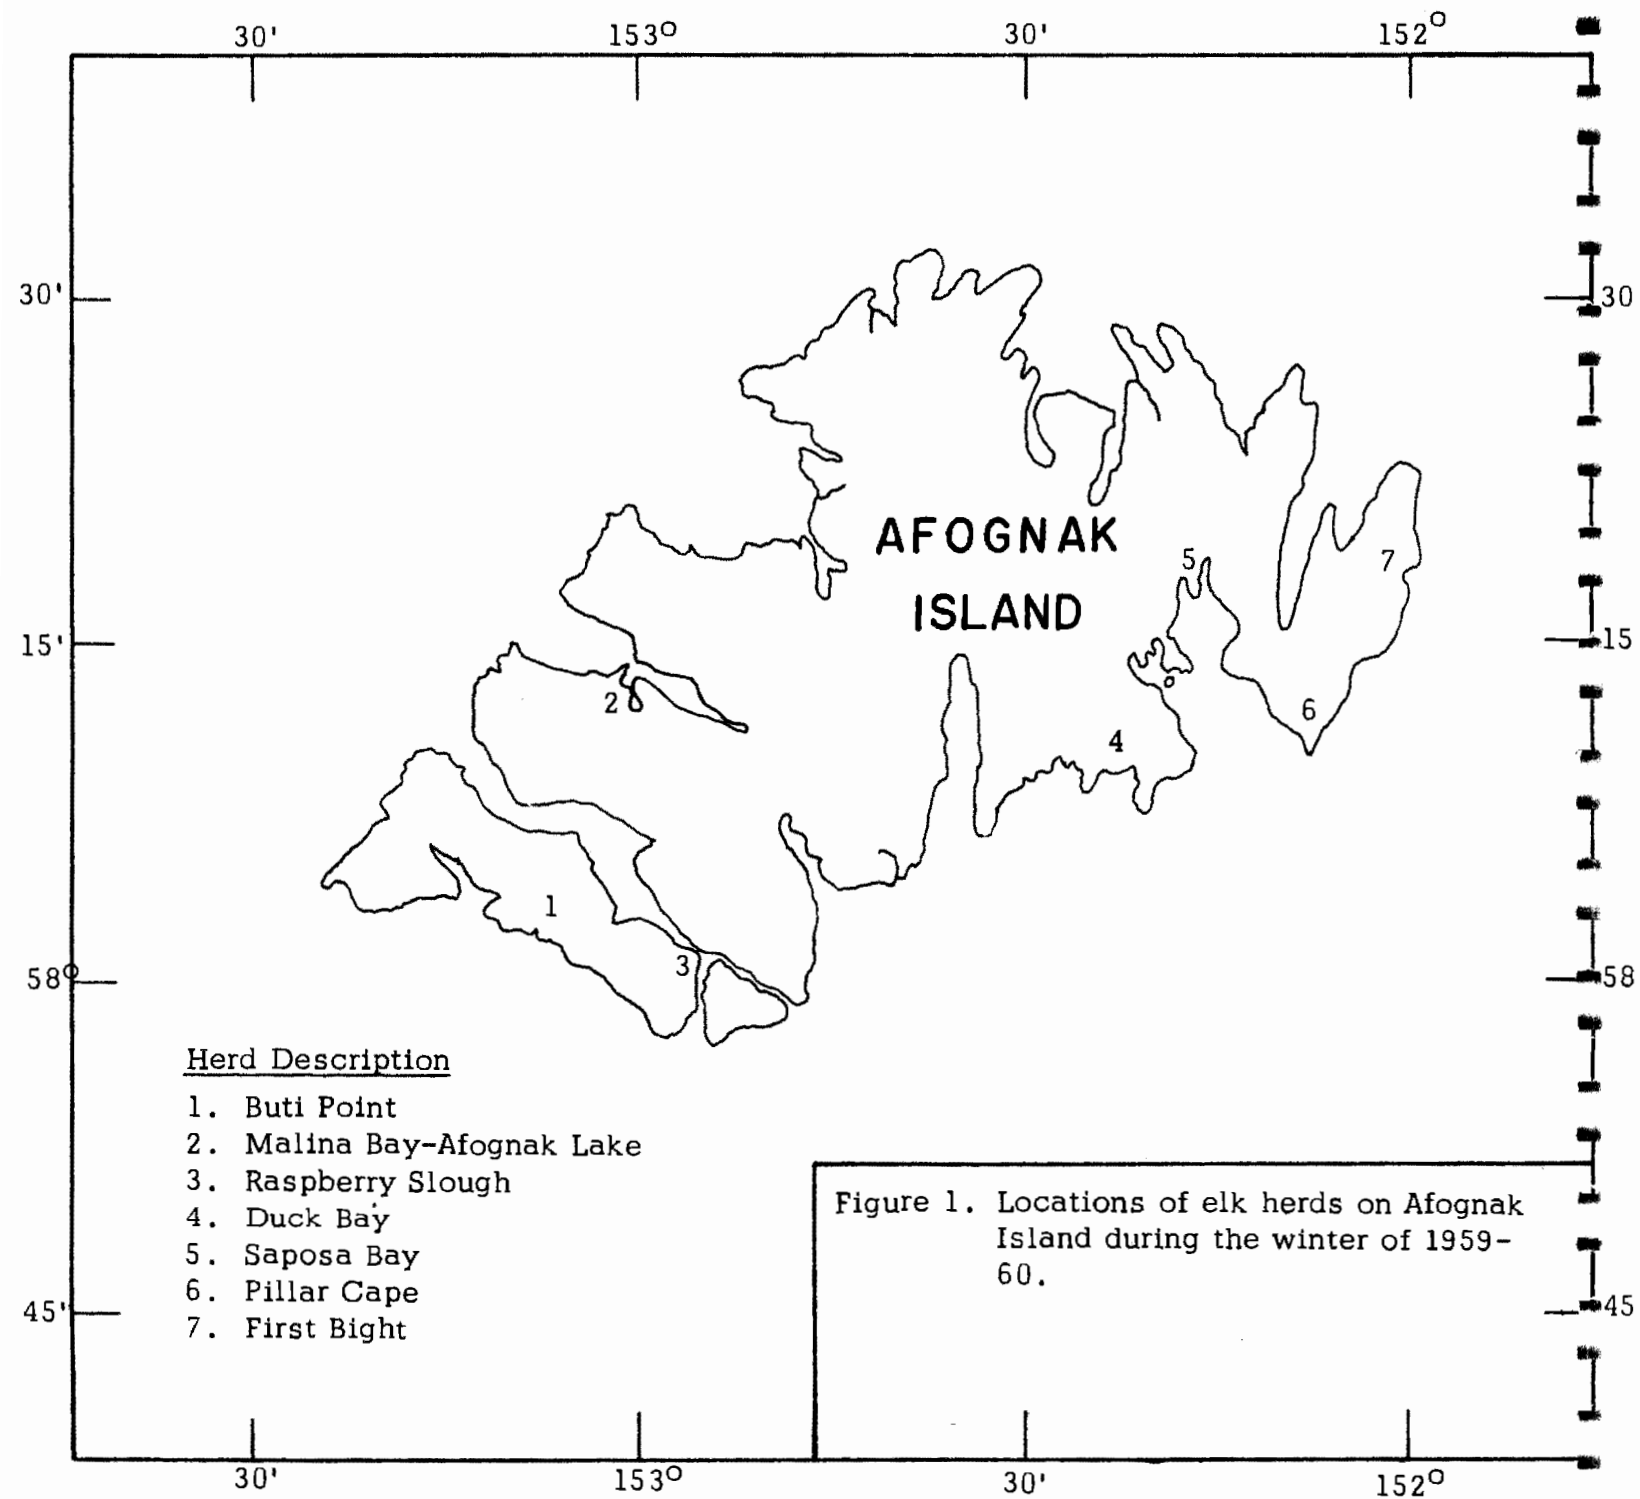 30' 153° 30' 152°
30' 30
AFOGNAK
5 7
ISLAND
15' 15
2
6
4
1
3
58° 58
Herd Description
1. Buti Point
2. Malina Bay-Afognak Lake
3. Raspberry Slough
4. Duck Bay
5. Saposa Bay
6. Pillar Cape
7. First Bight
Figure 1. Locations of elk herds on Afognak
Island during the winter of 1959-
60.
45' 45
30' 153° 30' 152°